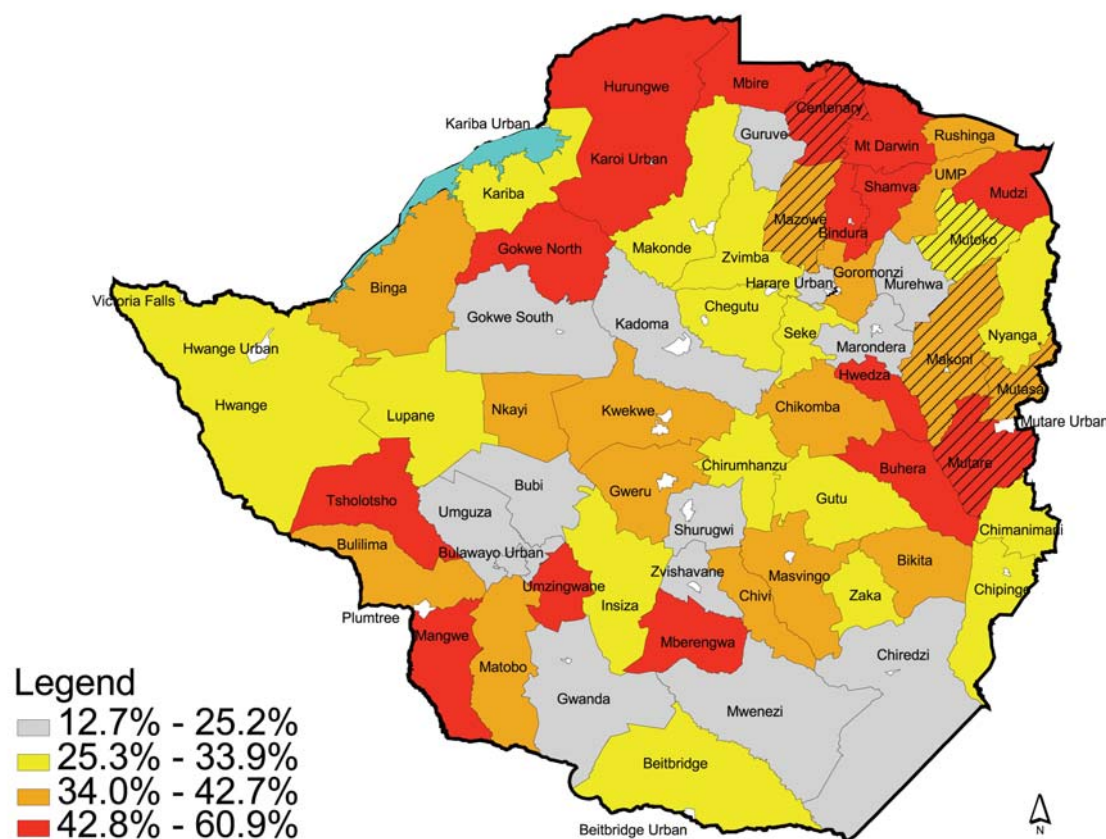 Hurungwe
Mbire
Centenary
Kariba Urban
Guruve
Rushinga
Mt Darwin
Karoi Urban
UMP
Kariba
Shamva
Mudzi
Mazowe
Bindura
Mutoko
Gokwe North
Makonde
Zvimba
Goromonzi
Binga
Harare Urban
Murehwa
Victoria Falls
Chegutu
Gokwe South
Kadoma
Seke
Nyanga
Hwange Urban
Marondera
Makoni
Hwedza
Mutasa
Hwange
Lupane
Nkayi
Kwekwe
Chikomba
Mutare Urban
Mutare
Chirumhanzu
Buhera
Bubi
Gweru
Tsholotsho
Gutu
Umguza
Shurugwi
Chimanimani
Bulilima
Bulawayo Urban
Bikita
Zvishavane
Masvingo
Umzingwane
Chipinge
Chivi
Zaka
Insiza
Plumtree
Mangwe
Mberengwa
Chiredzi
Matobo
Gwanda
Mwenezi
Beitbridge
Beitbridge Urban
Legend
12.7% - 25.2%
25.3% - 33.9%
34.0% - 42.7%
42.8% - 60.9%
N